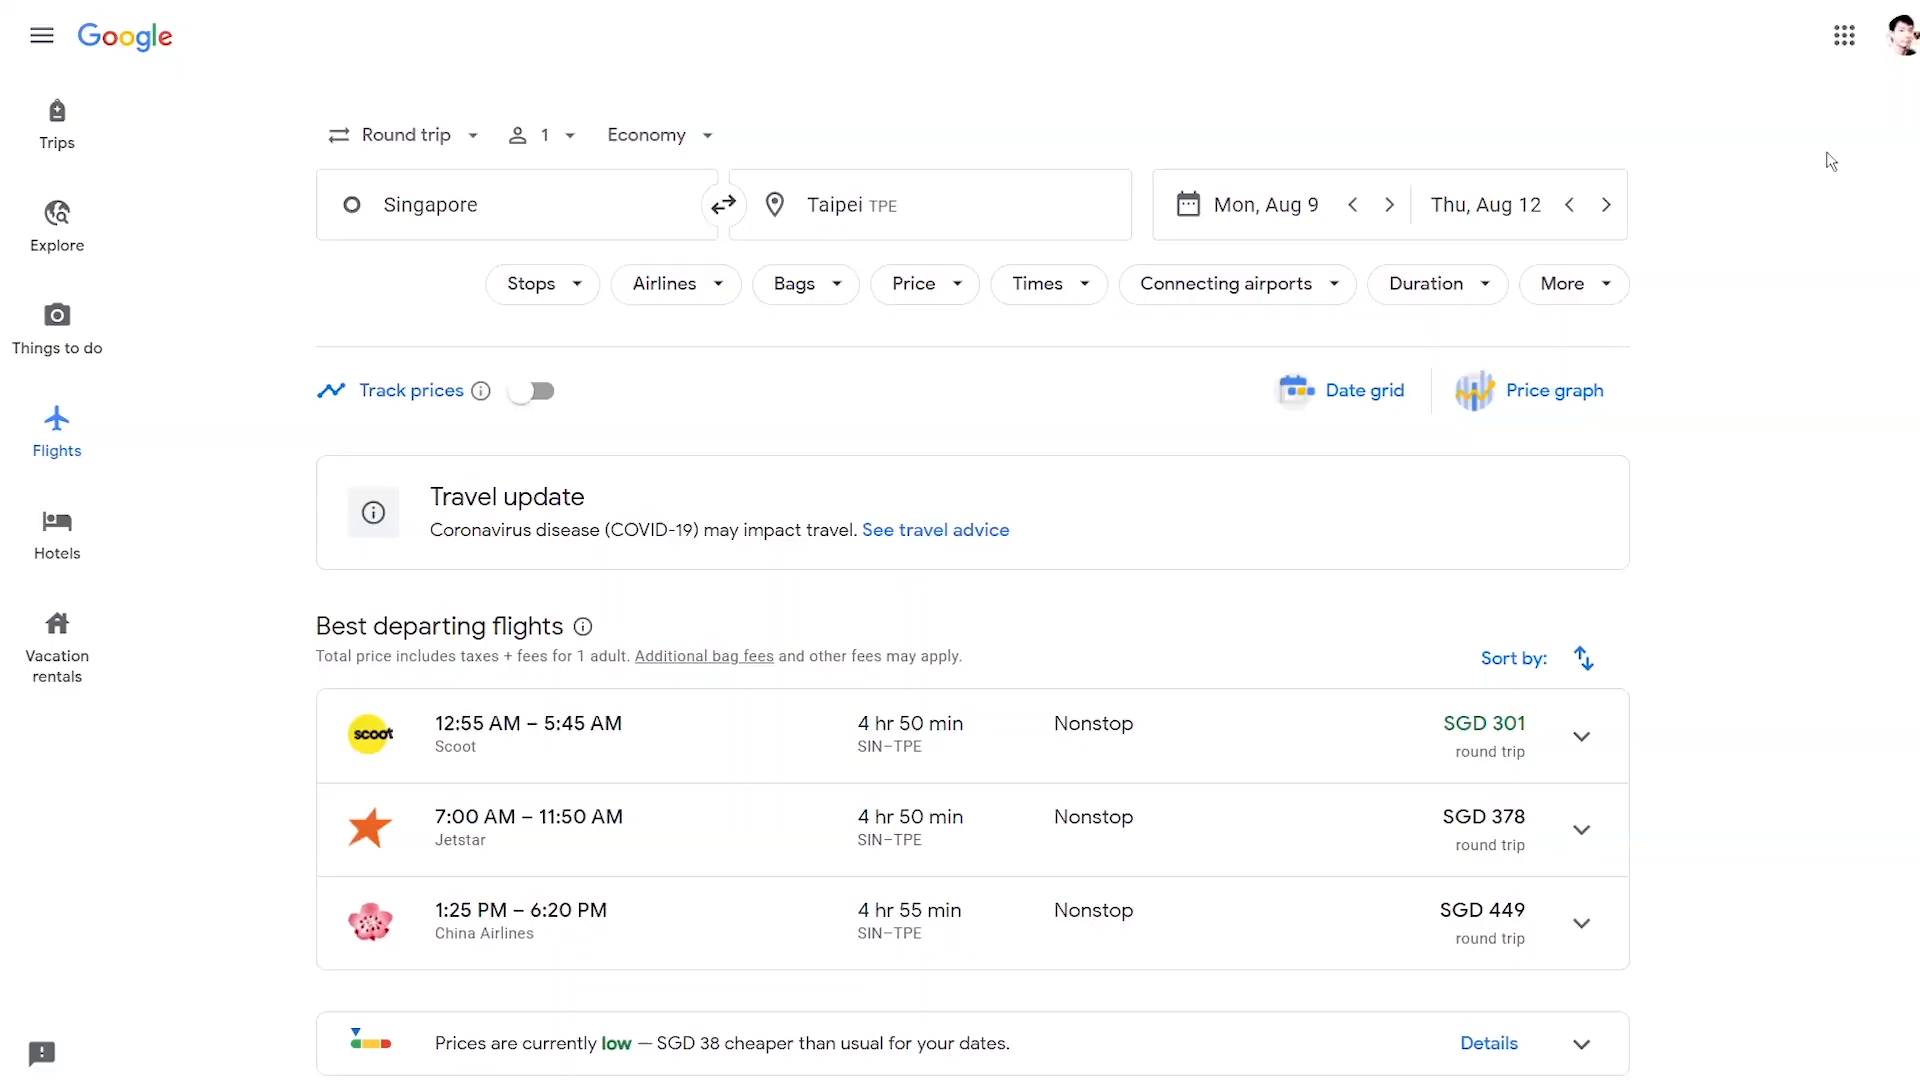 Google
Trips
Explore
Things to do
Flights
Hotels
Vacation
rentals
Round trip 1 Economy
Singapore Taipei TPE Mon, Aug 9 Thu, Aug 12
Stops Airlines Bags Price Times Connecting airports Duration More
Track prices Date grid Price graph
Travel update
Coronavirus disease (COVID-19) may impact travel. See travel advice
Best departing flights
Total price includes taxes + fees for 1 adult. Additional bag fees and other fees may apply.
Sort by:
scoot
12:55 AM – 5:45 AM 4 hr 50 min Nonstop SGD 301
Scoot SIN–TPE round trip
7:00 AM – 11:50 AM 4 hr 50 min Nonstop SGD 378
Jetstar SIN–TPE round trip
1:25 PM – 6:20 PM 4 hr 55 min Nonstop SGD 449
China Airlines SIN–TPE round trip
Prices are currently low — SGD 38 cheaper than usual for your dates. Details